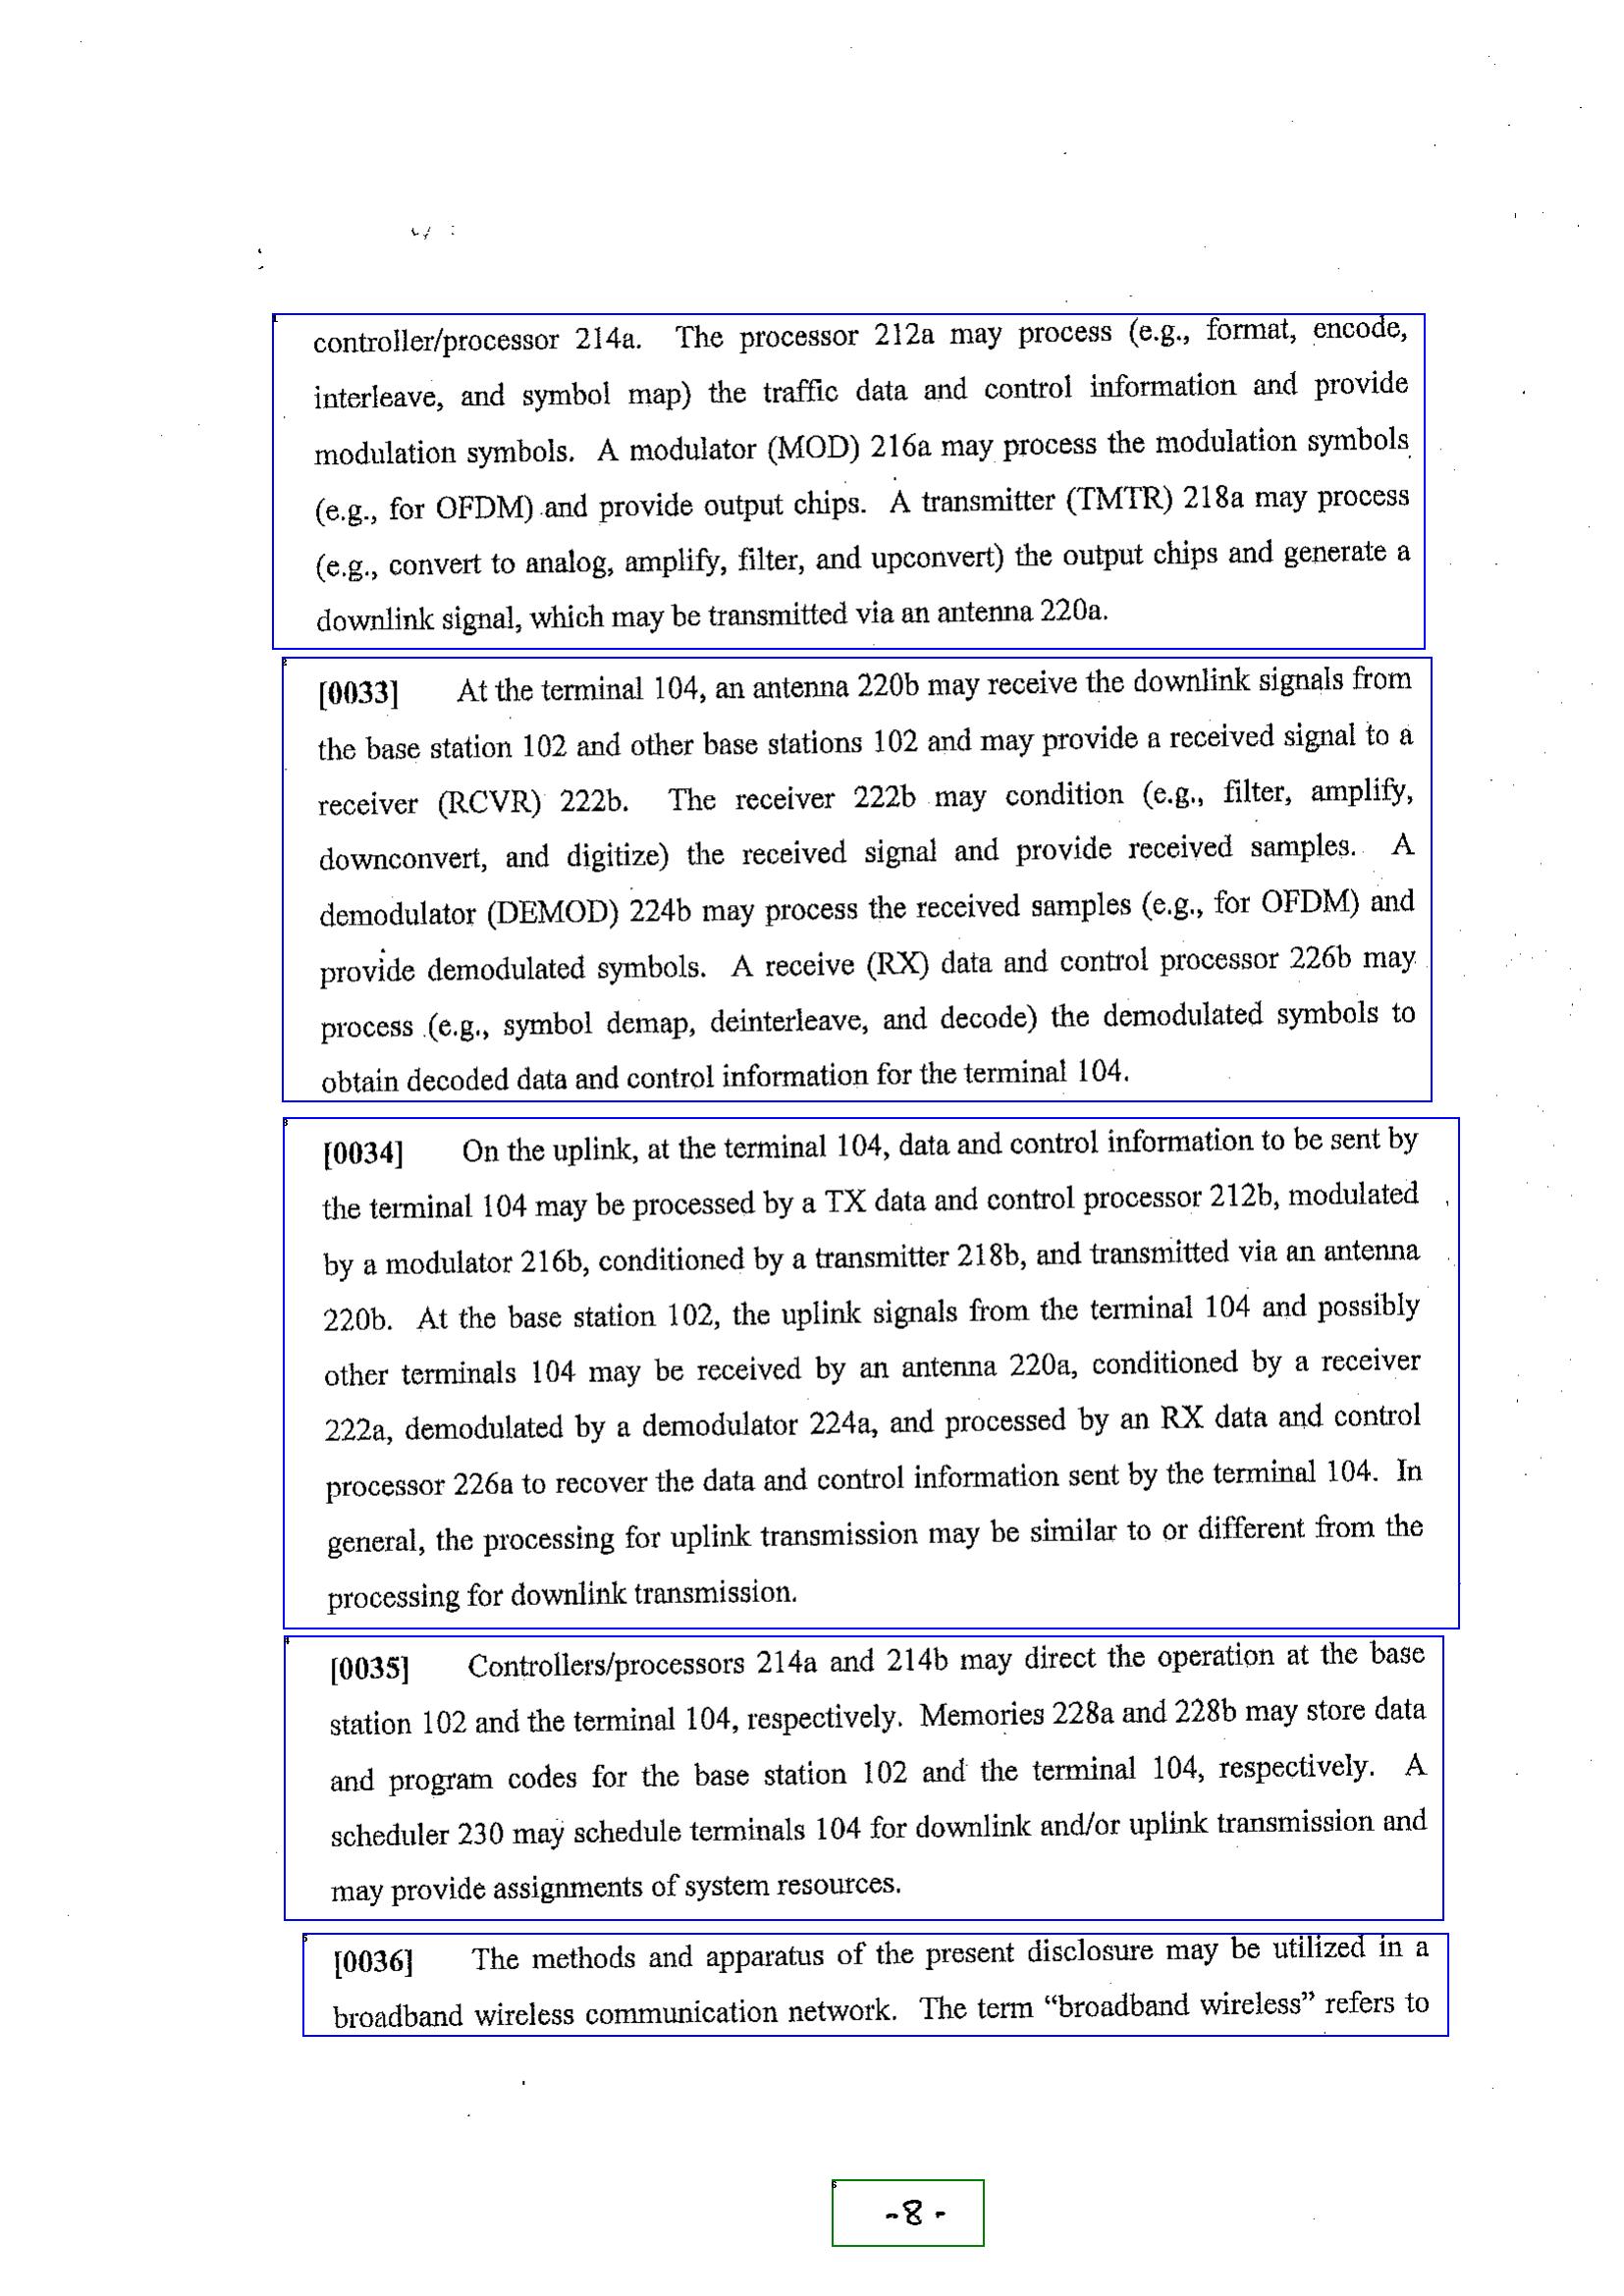 controller/processor 214a. The processor 212a may process (e.g., format, encode,
interleave, and symbol map) the traffic data and control information and provide
modulation symbols. A modulator (MOD) 216a may process the modulation symbols
(e.g., for OFDM) and provide output chips. A transmitter (TMTR) 218a may process
(e.g., convert to analog, amplify, filter, and upconvert) the output chips and generate a
downlink signal, which may be transmitted via an antenna 220a.
[0033] At the terminal 104, an antenna 220b may receive the downlink signals from
the base station 102 and other base stations 102 and may provide a received signal to a
receiver (RCVR) 222b. The receiver 222b may condition (e.g., filter, amplify,
downconvert, and digitize) the received signal and provide received samples. A
demodulator (DEMOD) 224b may process the received samples (e.g., for OFDM) and
provide demodulated symbols. A receive (RX) data and control processor 226b may
process (e.g., symbol demap, deinterleave, and decode) the demodulated symbols to
obtain decoded data and control information for the terminal 104.
[0034] On the uplink, at the terminal 104, data and control information to be sent by
the terminal 104 may be processed by a TX data and control processor 212b, modulated
by a modulator 216b, conditioned by a transmitter 218b, and transmitted via an antenna
220b. At the base station 102, the uplink signals from the terminal 104 and possibly
other terminals 104 may be received by an antenna 220a, conditioned by a receiver
222a, demodulated by a demodulator 224a, and processed by an RX data and control
processor 226a to recover the data and control information sent by the terminal 104. In
general, the processing for uplink transmission may be similar to or different from the
processing for downlink transmission.
[0035] Controllers/processors 214a and 214b may direct the operation at the base
station 102 and the terminal 104, respectively. Memories 228a and 228b may store data
and program codes for the base station 102 and the terminal 104, respectively. A
scheduler 230 may schedule terminals 104 for downlink and/or uplink transmission and
may provide assignments of system resources.
[0036] The methods and apparatus of the present disclosure may be utilized in a
broadband wireless communication network. The term “broadband wireless” refers to
-8-